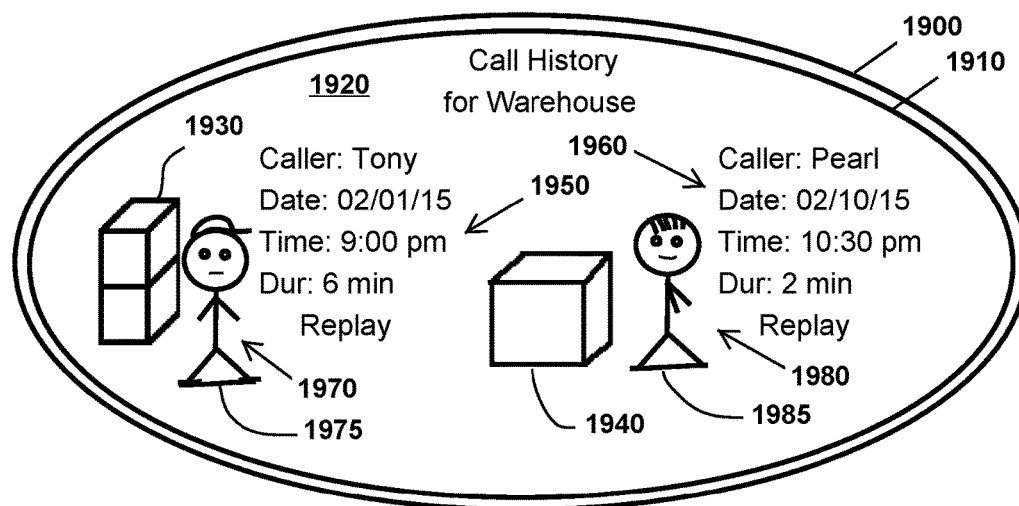 1900
1910
Call History
for Warehouse
1920
1930
1960
Caller: Tony
Date: 02/01/15
Time: 9:00 pm
Dur: 6 min
Replay
1950
Caller: Pearl
Date: 02/10/15
Time: 10:30 pm
Dur: 2 min
Replay
1970
1975
1940
1980
1985